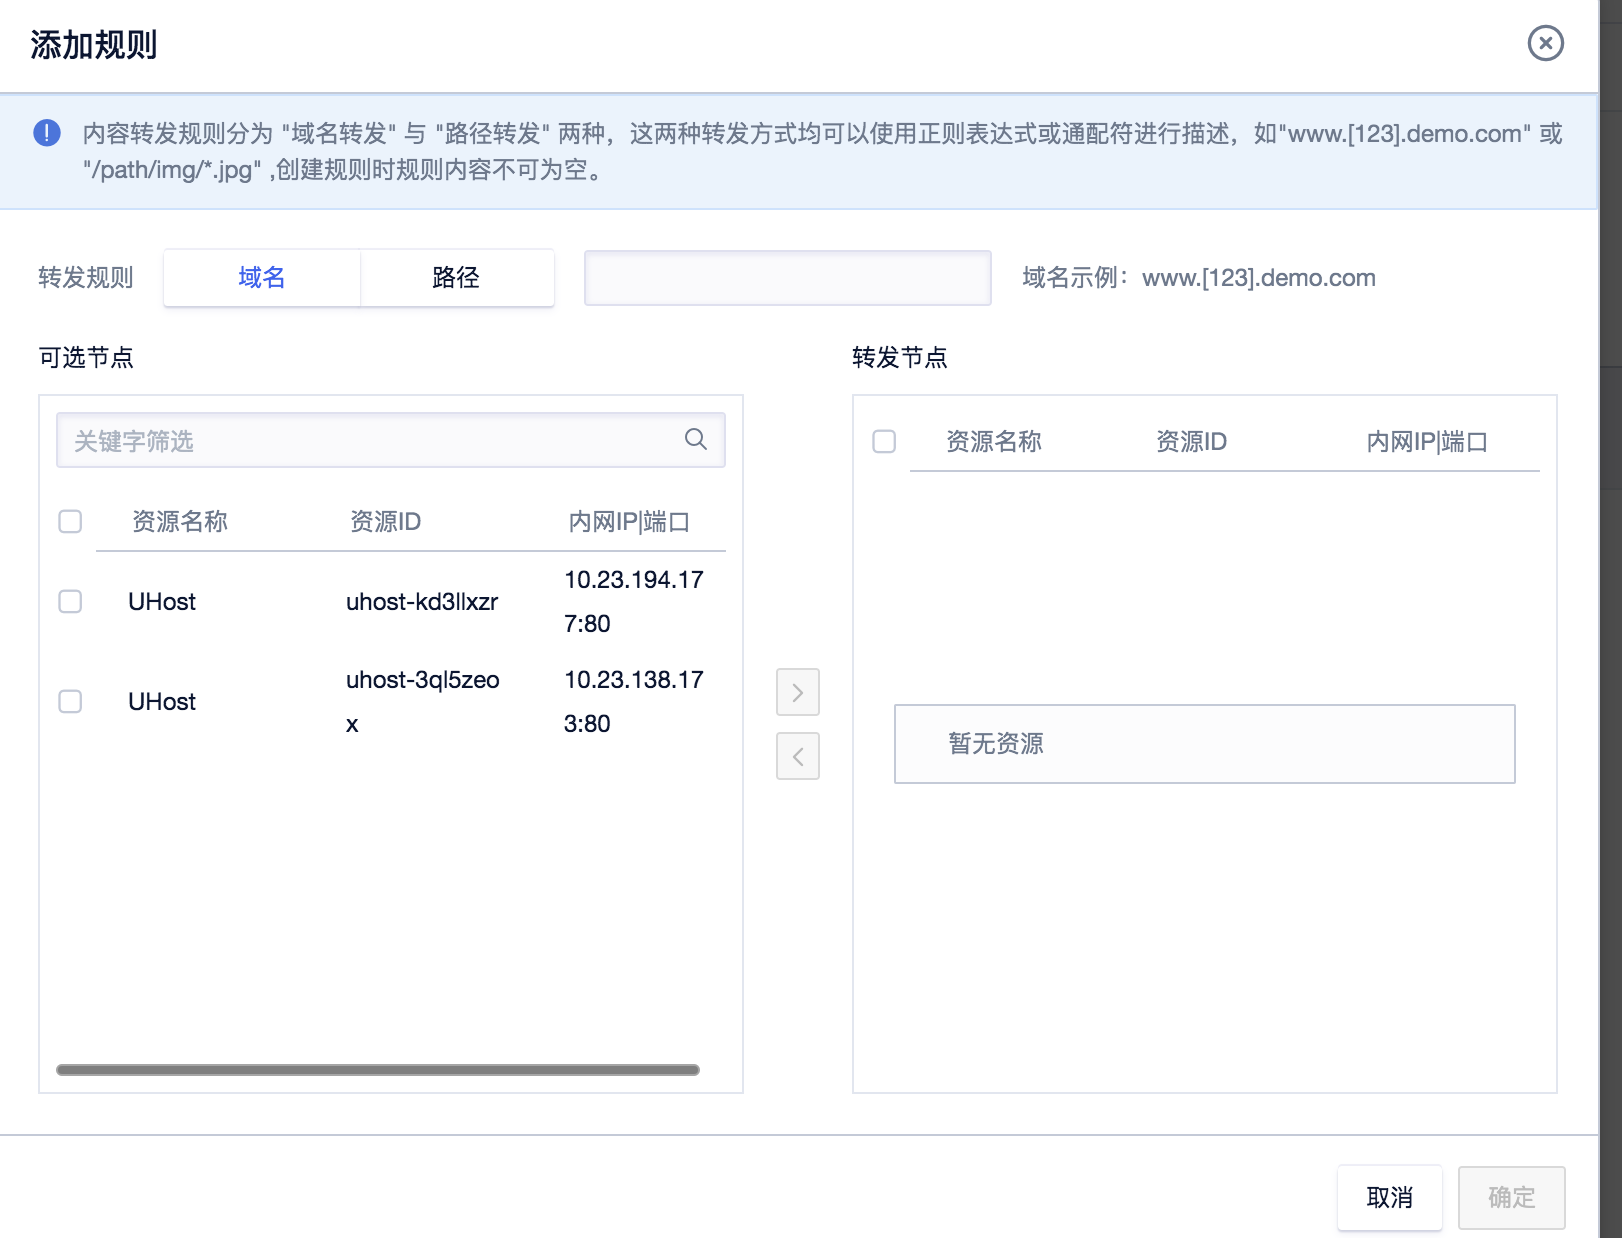 添加规则
内容转发规则分为 "域名转发" 与 "路径转发" 两种，这两种转发方式均可以使用正则表达式或通配符进行描述，如"www.[123].demo.com" 或
"/path/img/*.jpg" ,创建规则时规则内容不可为空。
转发规则 域名 路径 域名示例：www.[123].demo.com
可选节点
关键字筛选
资源名称 资源ID 内网IP|端口
UHost uhost-kd3llxzr 10.23.194.17
7:80
UHost uhost-3ql5zeo
x 10.23.138.17
3:80
转发节点
资源名称 资源ID 内网IP|端口
暂无资源
取消 确定